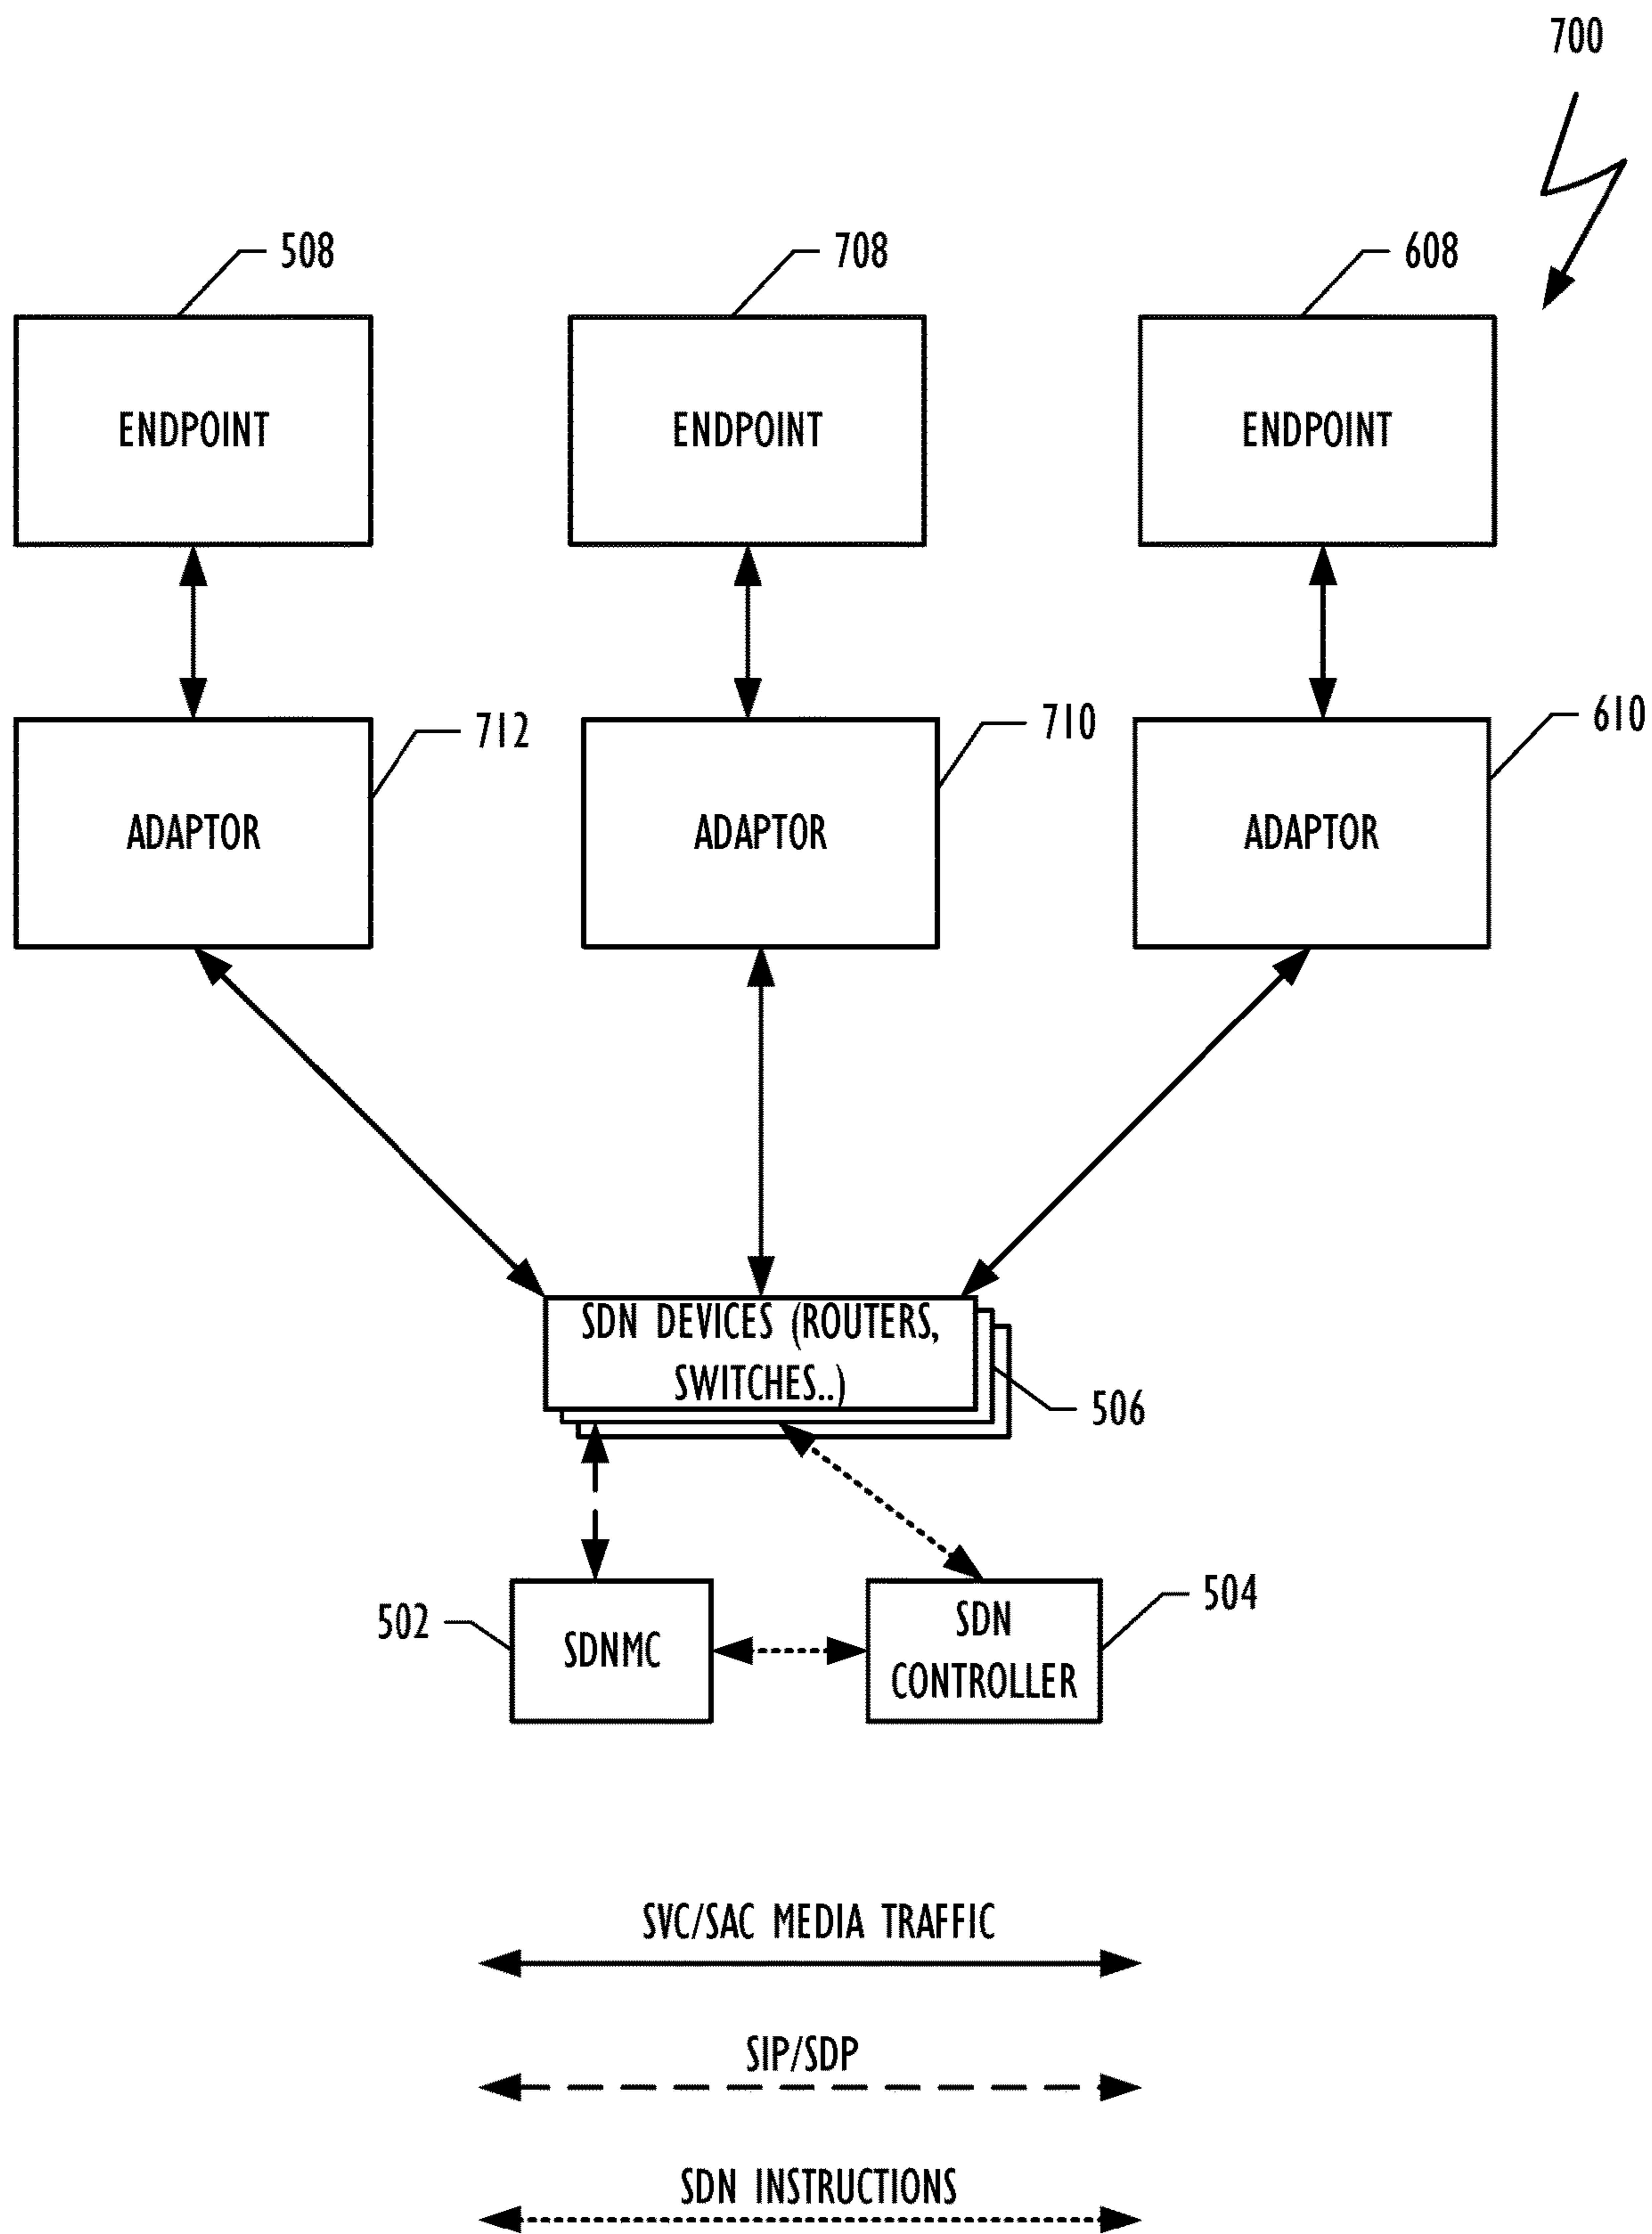 700
508
708
608
ENDPOINT
ENDPOINT
ENDPOINT
712
710
610
ADAPTOR
ADAPTOR
ADAPTOR
SDN DEVICES (ROUTERS,
SWITCHES..)
506
502
SDNMC
SDN
CONTROLLER
504
SVC/SAC MEDIA TRAFFIC
SIP/SDP
SDN INSTRUCTIONS